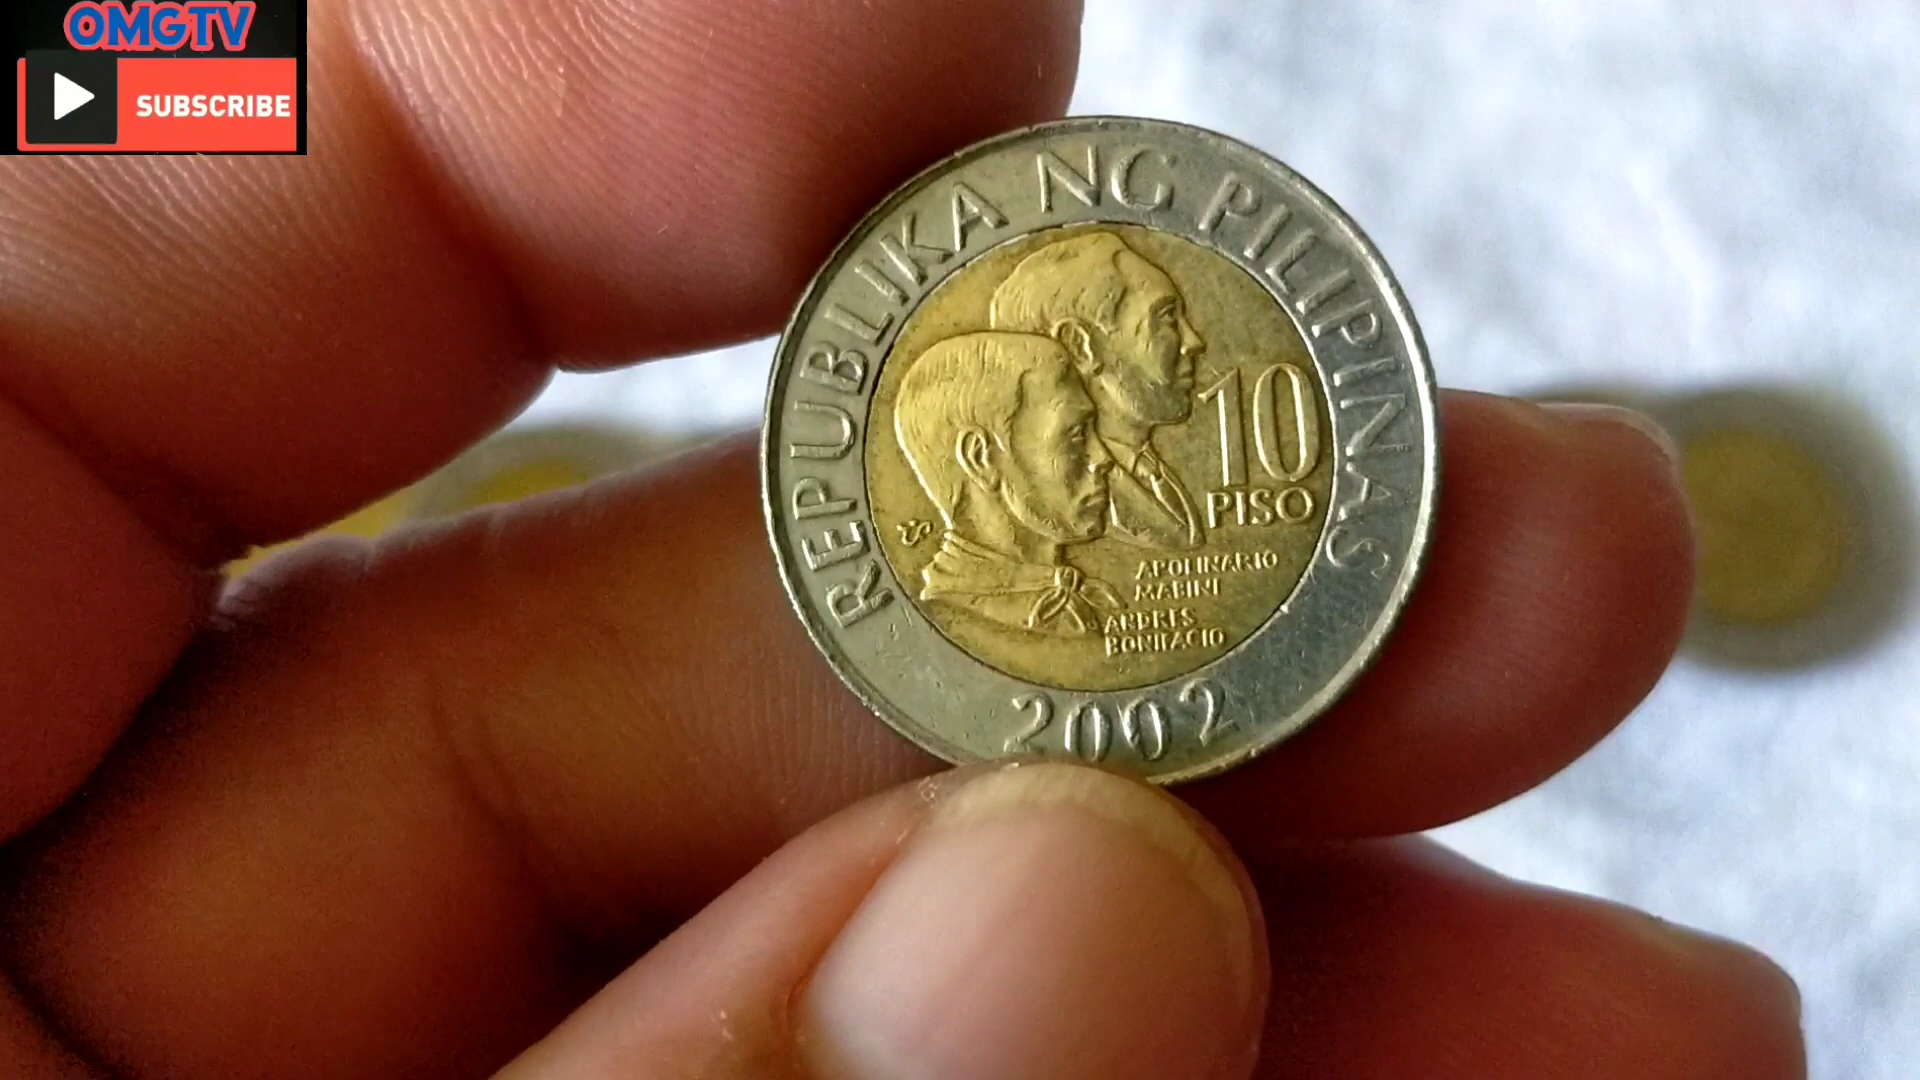 OMGTV
SUBSCRIBE
REPUBLIKA NG PILIPINAS
10
PISO
APOLINARIO
MABINI
ANDRES
BONIFACIO
2002